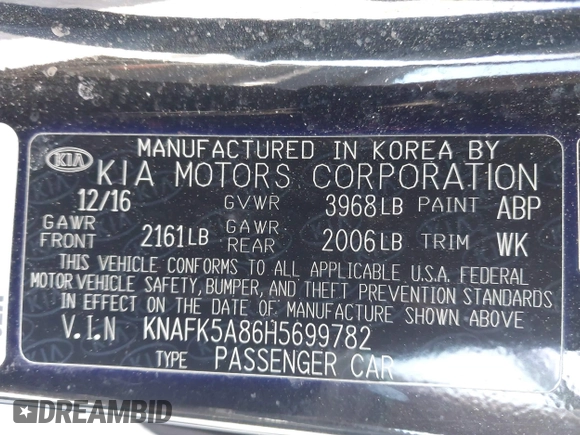 MANUFACTURED IN KOREA BY
KIA KIA MOTORS CORPORATION
12/16 GVWR 3968LB PAINT ABP
GAWR FRONT 2161LB GAWR REAR 2006LB TRIM WK
THIS VEHICLE CONFORMS TO ALL APPLICABLE U.S.A. FEDERAL
MOTOR VEHICLE SAFETY, BUMPER, AND THEFT PREVENTION STANDARDS
IN EFFECT ON THE DATE OF MANUFACTURE SHOWN ABOVE
V.I.N KNAFK5A86H5699782
TYPE PASSENGER CAR
DREAMBID